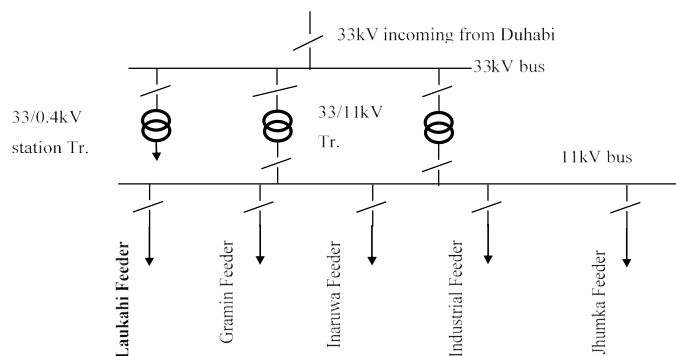 33kV incoming from Duhabi
33kV bus
33/0.4kV
station Tr.
33/11kV
Tr.
11kV bus
Laukahi Feeder
Gramin Feeder
Inaruwa Feeder
Industrial Feeder
Jhumka Feeder